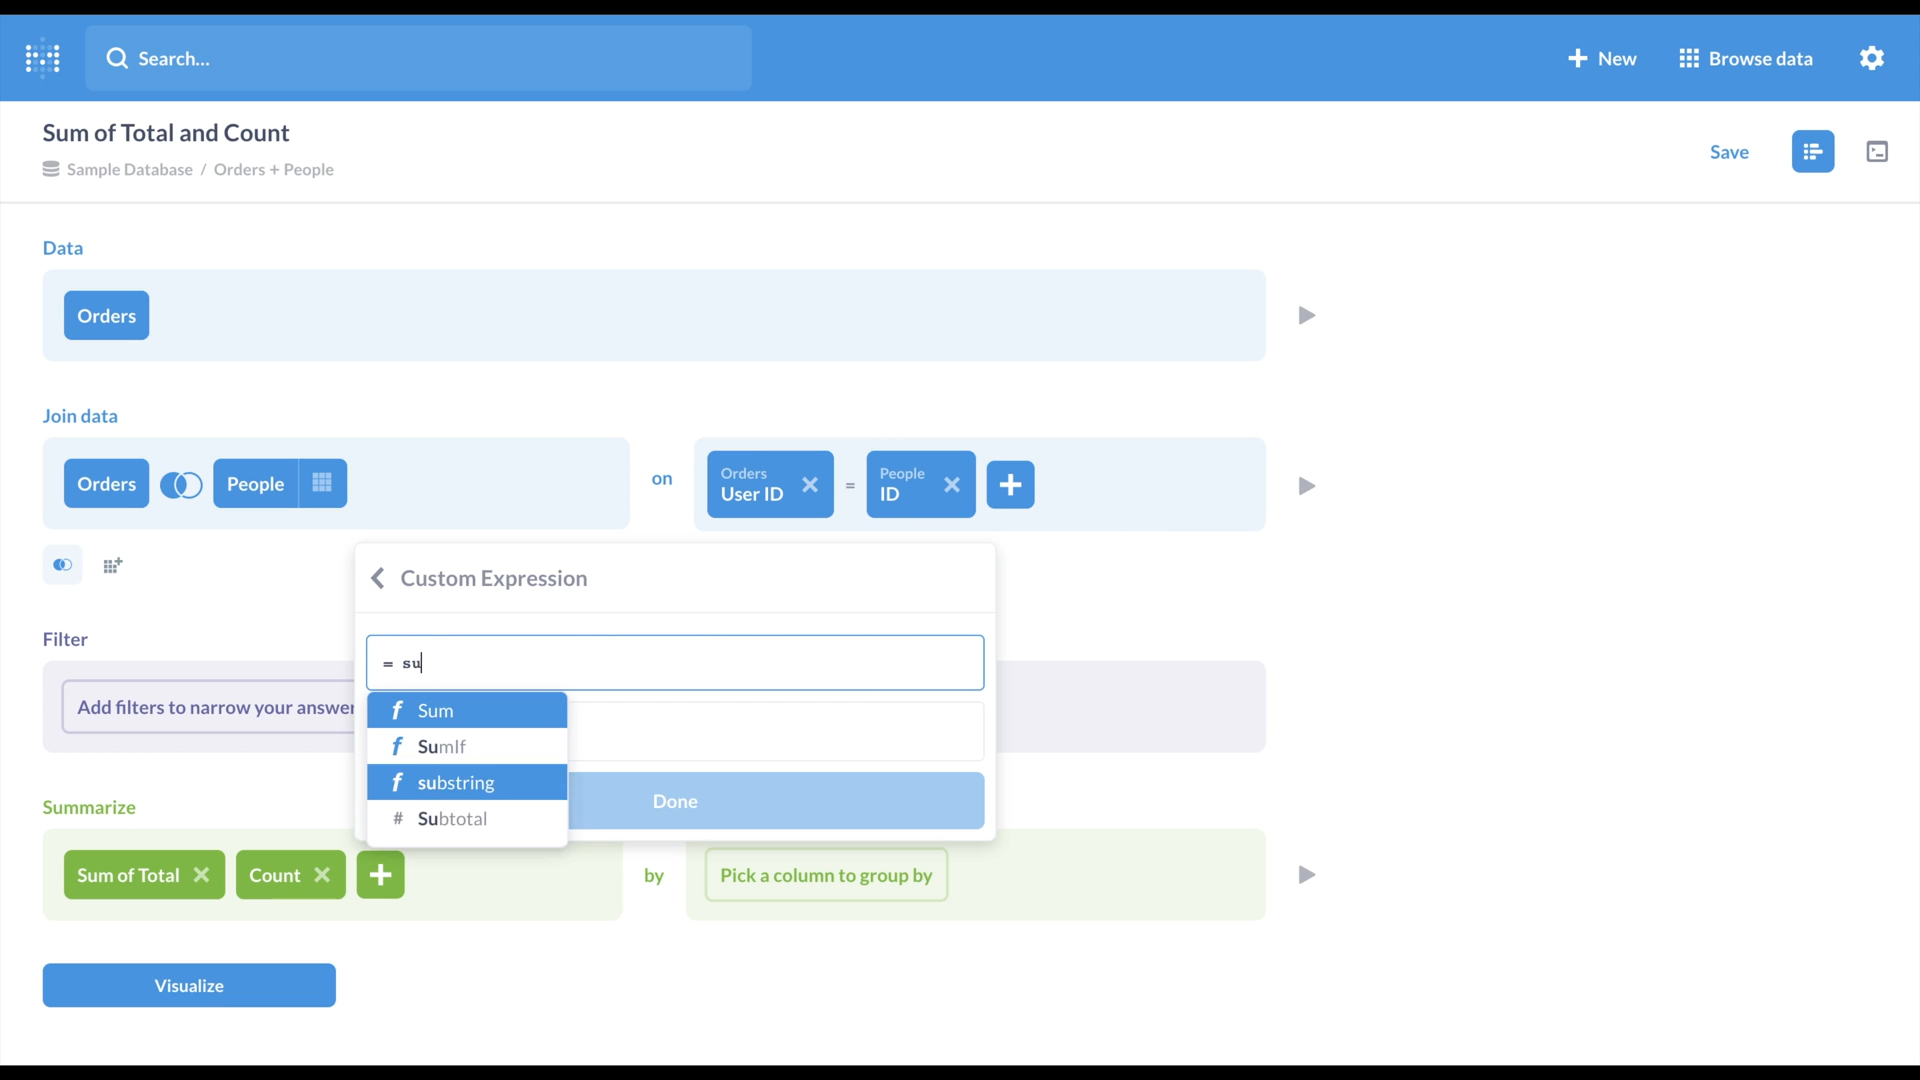 Search...
New
Browse data
Sum of Total and Count
Sample Database / Orders + People
Save
Data
Orders
Join data
Orders
People
on
Orders
User ID
=
People
ID
Custom Expression
= su
Filter
Add filters to narrow your answer
f Sum
f SumIf
f substring
# Subtotal
Done
Summarize
Sum of Total
Count
by
Pick a column to group by
Visualize